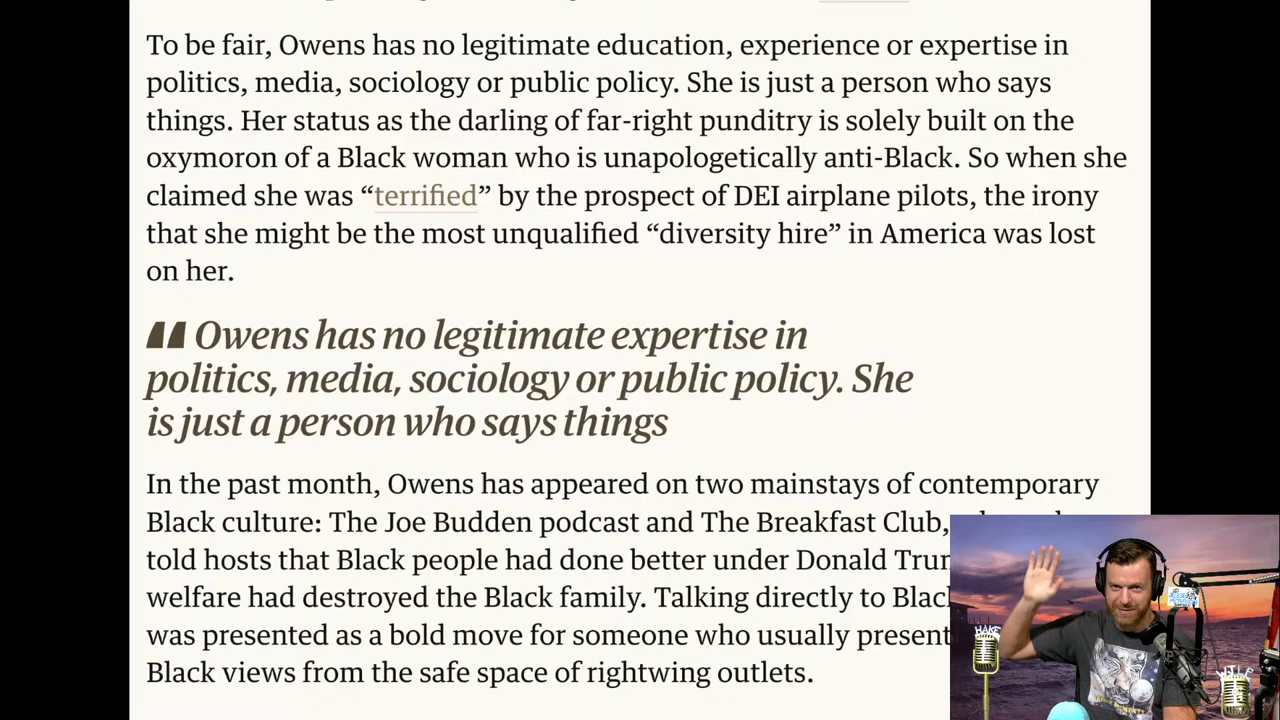 To be fair, Owens has no legitimate education, experience or expertise in
politics, media, sociology or public policy. She is just a person who says
things. Her status as the darling of far-right punditry is solely built on the
oxymoron of a Black woman who is unapologetically anti-Black. So when she
claimed she was “terrified” by the prospect of DEI airplane pilots, the irony
that she might be the most unqualified “diversity hire” in America was lost
on her.
Owens has no legitimate expertise in
politics, media, sociology or public policy. She
is just a person who says things
In the past month, Owens has appeared on two mainstays of contemporary
Black culture: The Joe Budden podcast and The Breakfast Club,
told hosts that Black people had done better under Donald
welfare had destroyed the Black family. Talking directly to
was presented as a bold move for someone who usually
Black views from the safe space of rightwing outlets.
HAKE